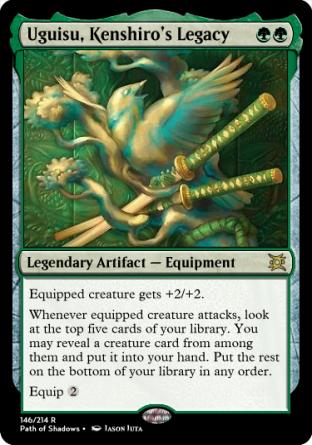 Uguisu, Kenshiro's Legacy
Legendary Artifact — Equipment
Equipped creature gets +2/+2.
Whenever equipped creature attacks, look
at the top five cards of your library. You
may reveal a creature card from among
them and put it into your hand. Put the rest
on the bottom of your library in any order.
Equip 2
146/214 R
Path of Shadows • Jason Juta